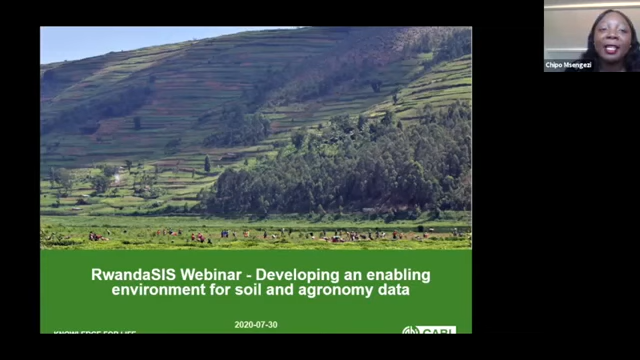 Chipo Msengezi
RwandaSIS Webinar - Developing an enabling
environment for soil and agronomy data
2020-07-30
KNOWLEDGE FOR LIFE
CABI